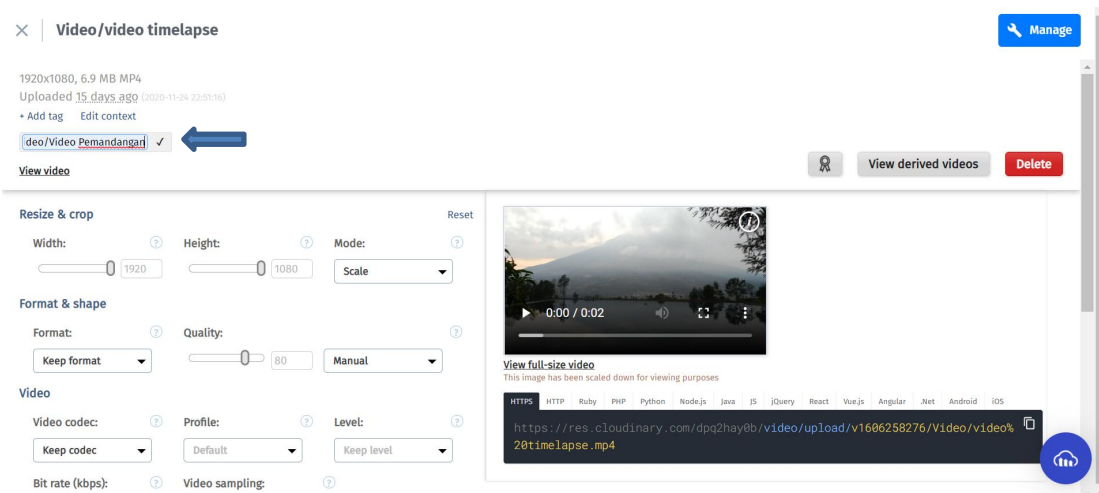 Video/video timelapse
Manage
1920x1080, 6.9 MB MP4
Uploaded 15 days ago (2020-11-24 22:51:16)
+ Add tag Edit context
deo/Video Pemandangan ✓
View video
View derived videos
Delete
Resize & crop Reset
Width: ? Height: ? Mode: ?
1920 1080 Scale
Format & shape
Format: ? Quality: ?
Keep format 80 Manual
Video
Video codec: ? Profile: ? Level: ?
Keep codec Default Keep level
Bit rate (kbps): ? Video sampling: ?
i
0:00 / 0:02
View full-size video
This image has been scaled down for viewing purposes
HTTPS HTTP Ruby PHP Python Node.js Java JS jQuery React Vue.js Angular .Net Android iOS
https://res.cloudinary.com/dpq2hay0b/video/upload/v1606258276/Video/video%
20timelapse.mp4